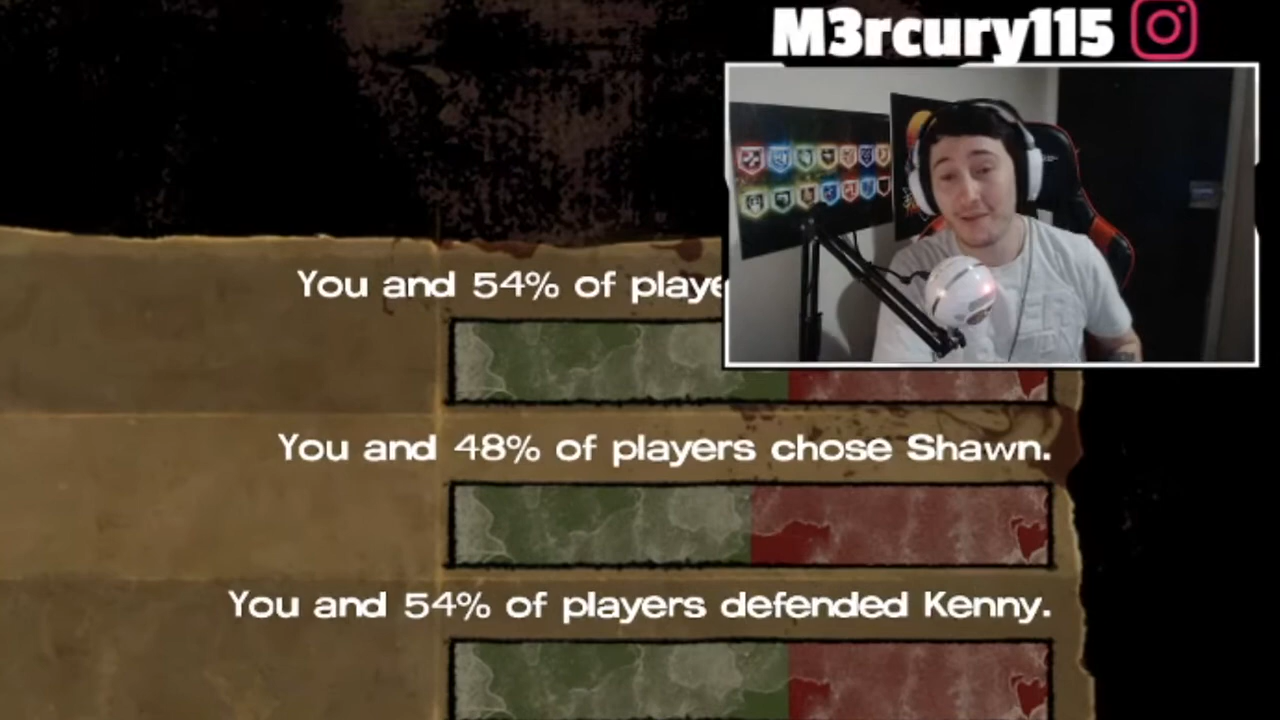 M3rcury115
You and 54% of playe
You and 48% of players chose Shawn.
You and 54% of players defended Kenny.